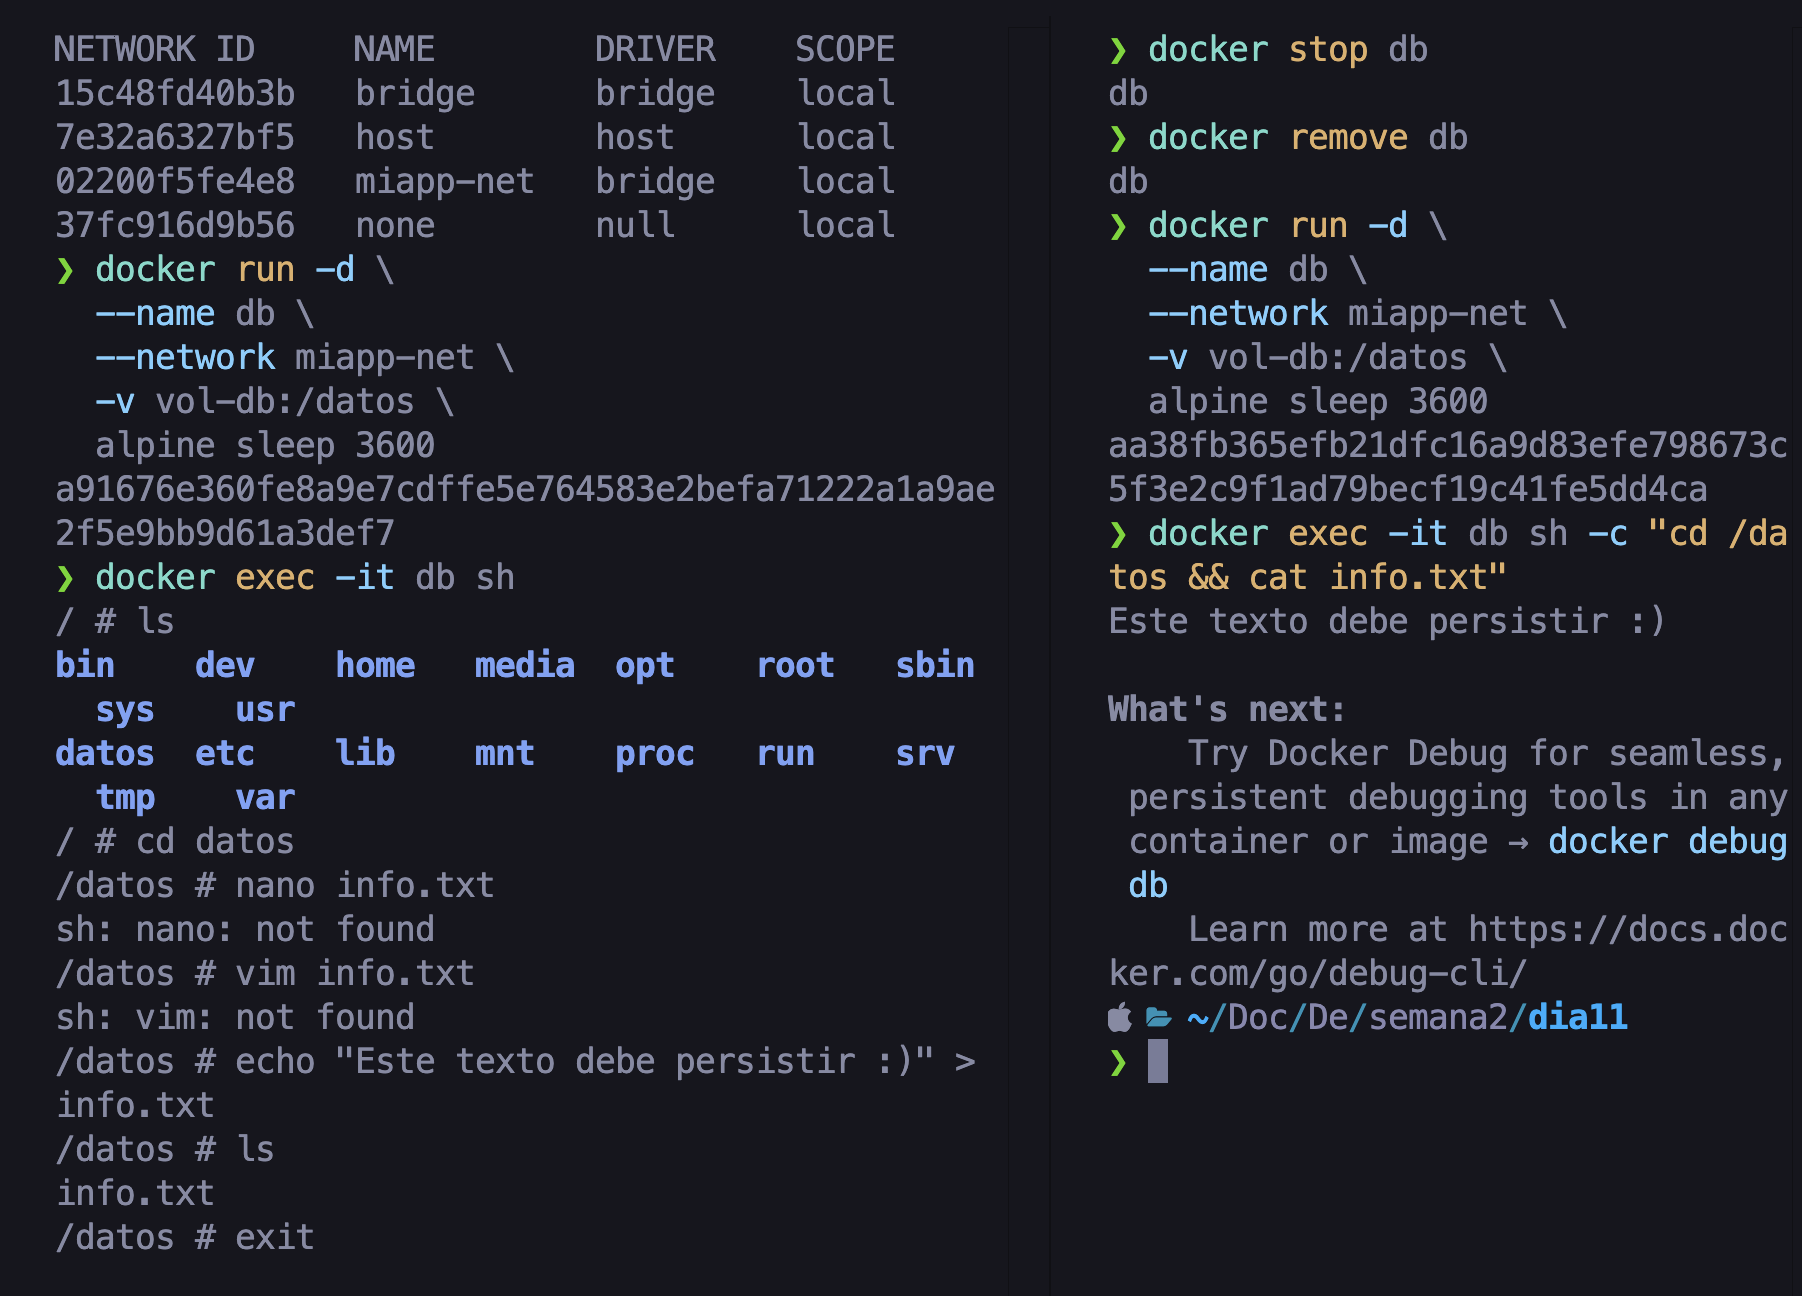 NETWORK ID     NAME        DRIVER    SCOPE
15c48fd40b3b   bridge      bridge    local
7e32a6327bf5   host        host      local
02200f5fe4e8   miapp-net   bridge    local
37fc916d9b56   none        null      local
❯ docker run -d \
  --name db \
  --network miapp-net \
  -v vol-db:/datos \
  alpine sleep 3600
a91676e360fe8a9e7cdffe5e764583e2befa71222a1a9ae
2f5e9bb9d61a3def7
❯ docker exec -it db sh
/ # ls
bin    dev    home   media  opt    root   sbin
  sys    usr
datos  etc    lib    mnt    proc   run    srv
  tmp    var
/ # cd datos
/datos # nano info.txt
sh: nano: not found
/datos # vim info.txt
sh: vim: not found
/datos # echo "Este texto debe persistir :)" >
info.txt
/datos # ls
info.txt
/datos # exit
❯ docker stop db
db
❯ docker remove db
db
❯ docker run -d \
  --name db \
  --network miapp-net \
  -v vol-db:/datos \
  alpine sleep 3600
aa38fb365efb21dfc16a9d83efe798673c
5f3e2c9f1ad79becf19c41fe5dd4ca
❯ docker exec -it db sh -c "cd /da
tos && cat info.txt"
Este texto debe persistir :)
What's next:
    Try Docker Debug for seamless,
 persistent debugging tools in any
 container or image → docker debug
 db
    Learn more at https://docs.doc
ker.com/go/debug-cli/
~/Doc/De/semana2/dia11
❯